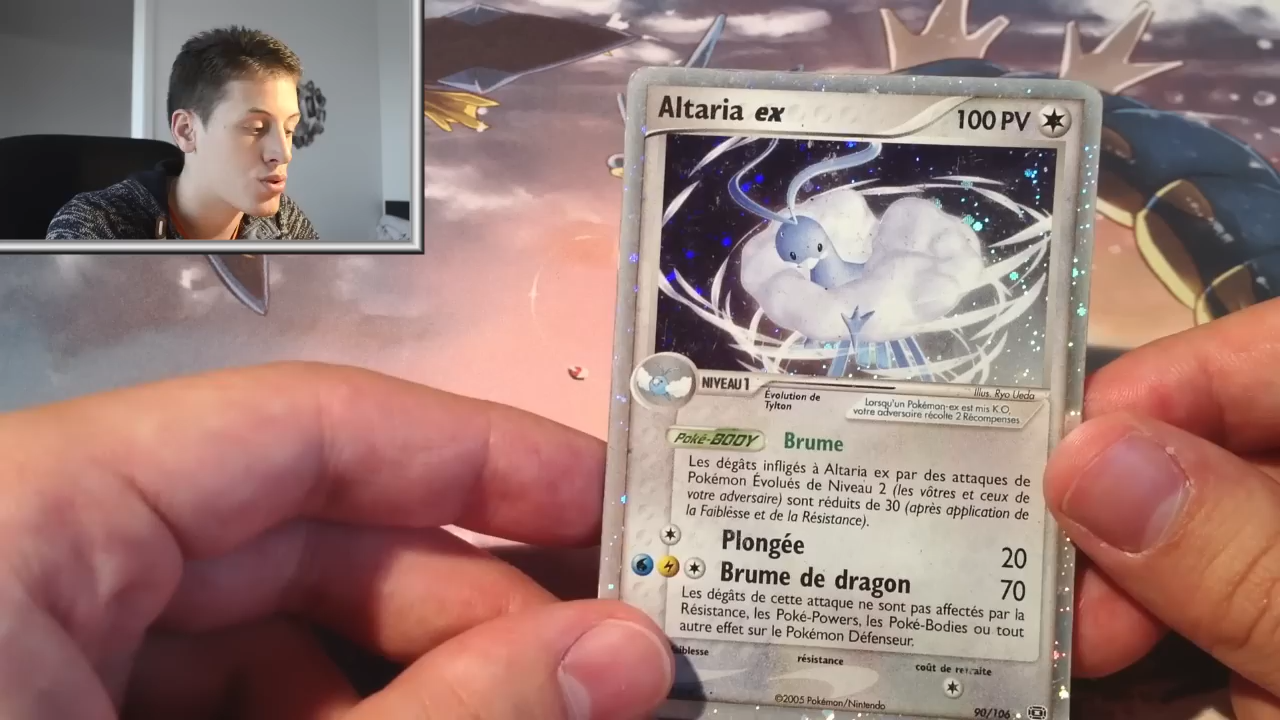 Altaria ex 100 PV
Illus. Ryo Ueda
NIVEAU 1
Évolution de
Tylton
Lorsqu'un Pokémon-ex est mis K.O,
votre adversaire récolte 2 Récompenses
Poké-BODY Brume
Les dégâts infligés à Altaria ex par des attaques de
Pokémon Évolués de Niveau 2 (les vôtres et ceux de
votre adversaire) sont réduits de 30 (après application de
la Faiblesse et de la Résistance).
Plongée 20
Brume de dragon 70
Les dégâts de cette attaque ne sont pas affectés par la
Résistance, les Poké-Powers, les Poké-Bodies ou tout
autre effet sur le Pokémon Défenseur.
faiblesse résistance coût de retraite
©2005 Pokémon/Nintendo 90/106